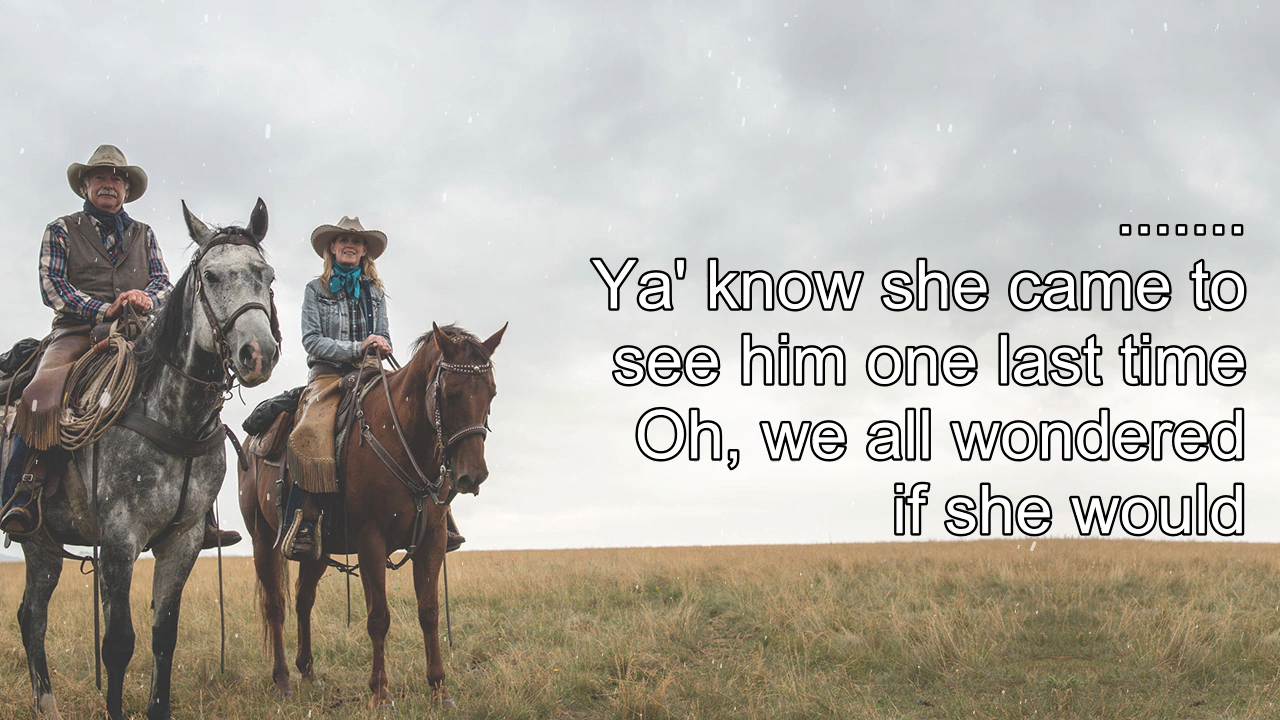 .......
Ya' know she came to
see him one last time
Oh, we all wondered
if she would